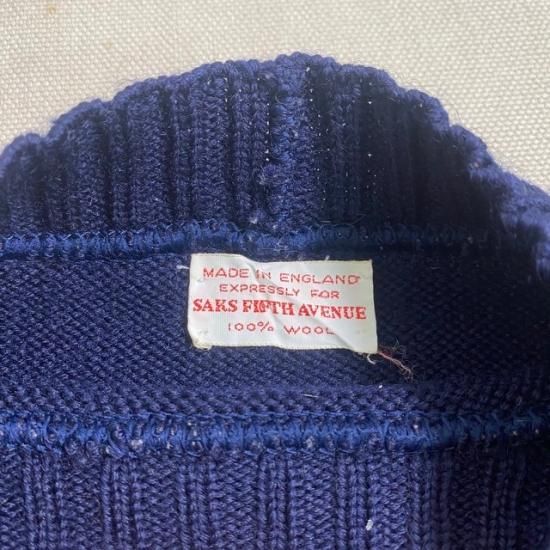 MADE IN ENGLAND
EXPRESSLY FOR
SAKS FIFTH AVENUE
100% WOOL